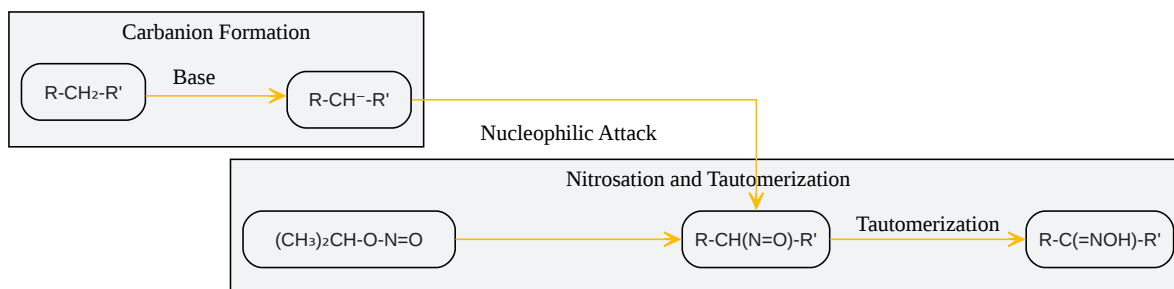 Carbanion Formation
R-CH₂-R'
Base
R-CH⁻-R'
Nucleophilic Attack
Nitrosation and Tautomerization
(CH₃)₂CH-O-N=O
R-CH(N=O)-R'
Tautomerization
R-C(=NOH)-R'